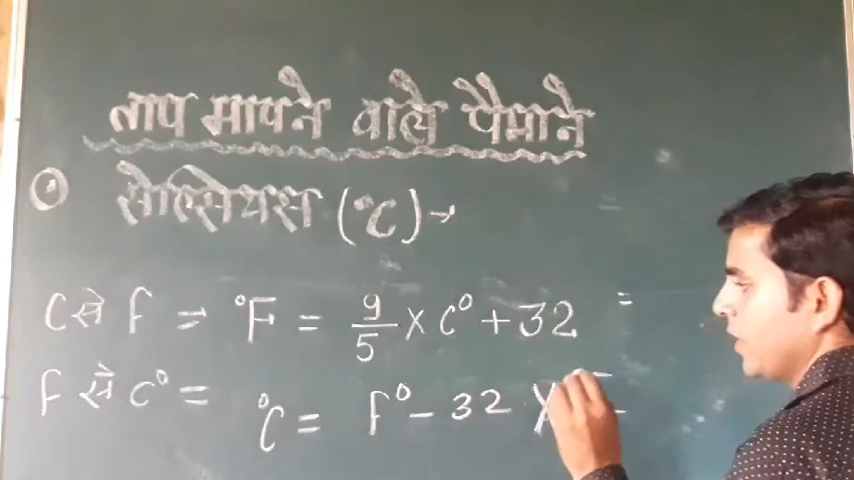 ताप मापने वाले पैमाने
सेल्सियस (°C) →
C से F → °F = 9/5 × C° + 32 =
F से C° = °C = F° - 32 ×